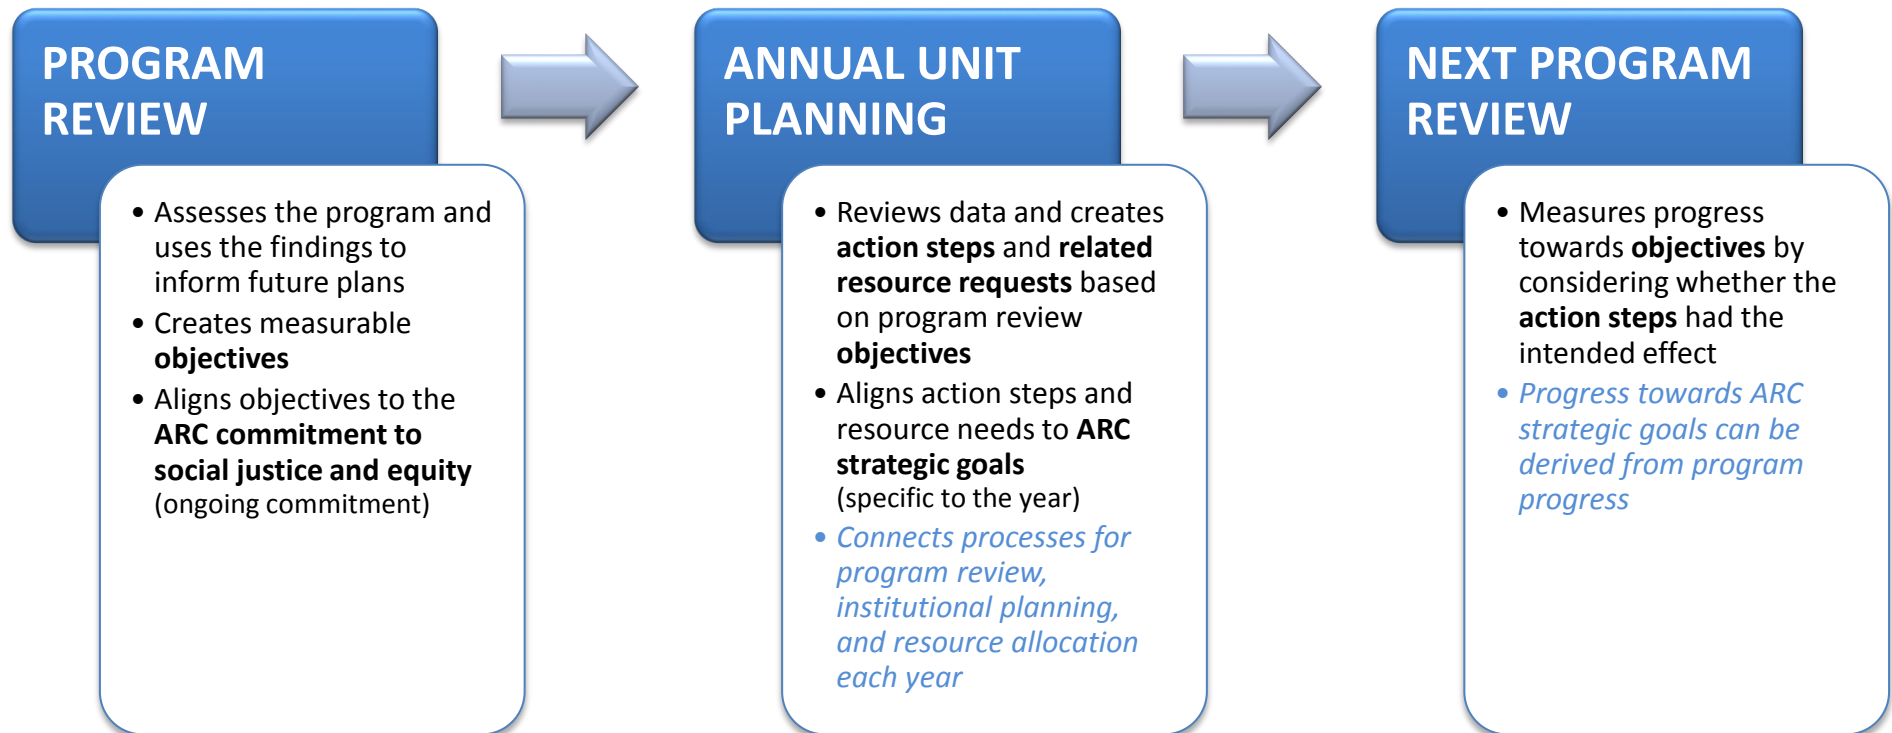 PROGRAM
REVIEW
• Assesses the program and
uses the findings to
inform future plans
• Creates measurable
objectives
• Aligns objectives to the
ARC commitment to
social justice and equity
(ongoing commitment)
ANNUAL UNIT
PLANNING
• Reviews data and creates
action steps and related
resource requests based
on program review
objectives
• Aligns action steps and
resource needs to ARC
strategic goals
(specific to the year)
• Connects processes for
program review,
institutional planning,
and resource allocation
each year
NEXT PROGRAM
REVIEW
• Measures progress
towards objectives by
considering whether the
action steps had the
intended effect
• Progress towards ARC
strategic goals can be
derived from program
progress